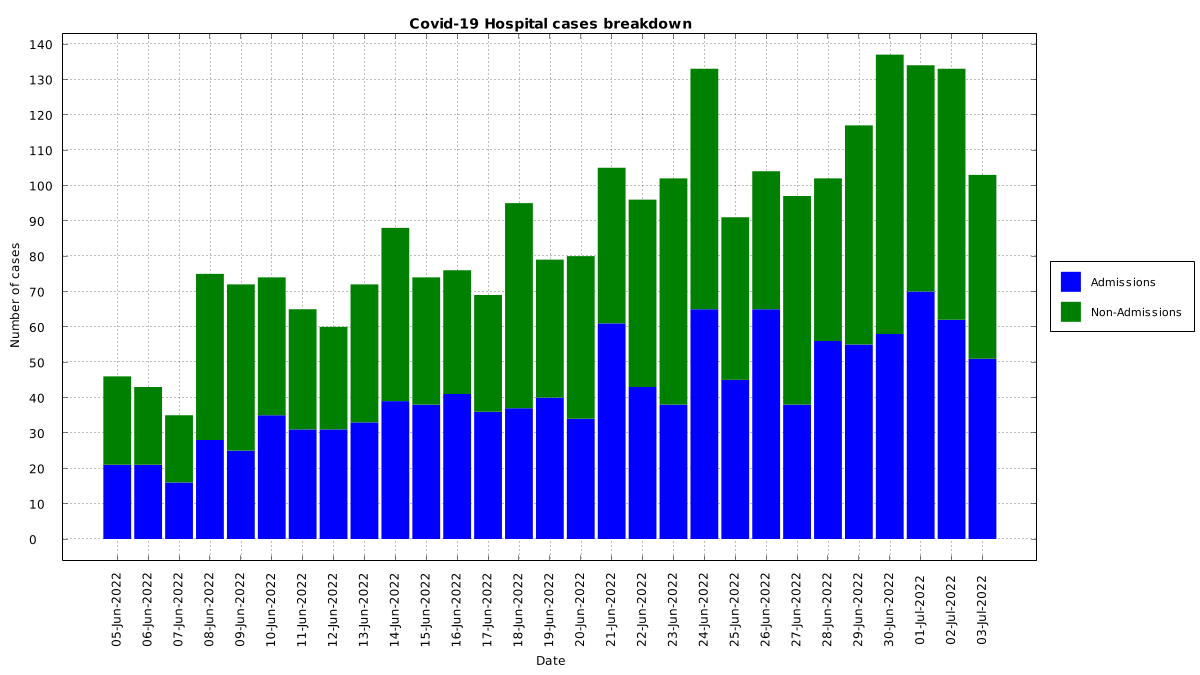 Covid-19 Hospital cases breakdown
140
130
120
110
100
90
80
70
60
50
40
30
20
10
0
Number of cases
Admissions
Non-Admissions
05-Jun-2022
06-Jun-2022
07-Jun-2022
08-Jun-2022
09-Jun-2022
10-Jun-2022
11-Jun-2022
12-Jun-2022
13-Jun-2022
14-Jun-2022
15-Jun-2022
16-Jun-2022
17-Jun-2022
18-Jun-2022
19-Jun-2022
20-Jun-2022
21-Jun-2022
22-Jun-2022
23-Jun-2022
24-Jun-2022
25-Jun-2022
26-Jun-2022
27-Jun-2022
28-Jun-2022
29-Jun-2022
30-Jun-2022
01-Jul-2022
02-Jul-2022
03-Jul-2022
Date